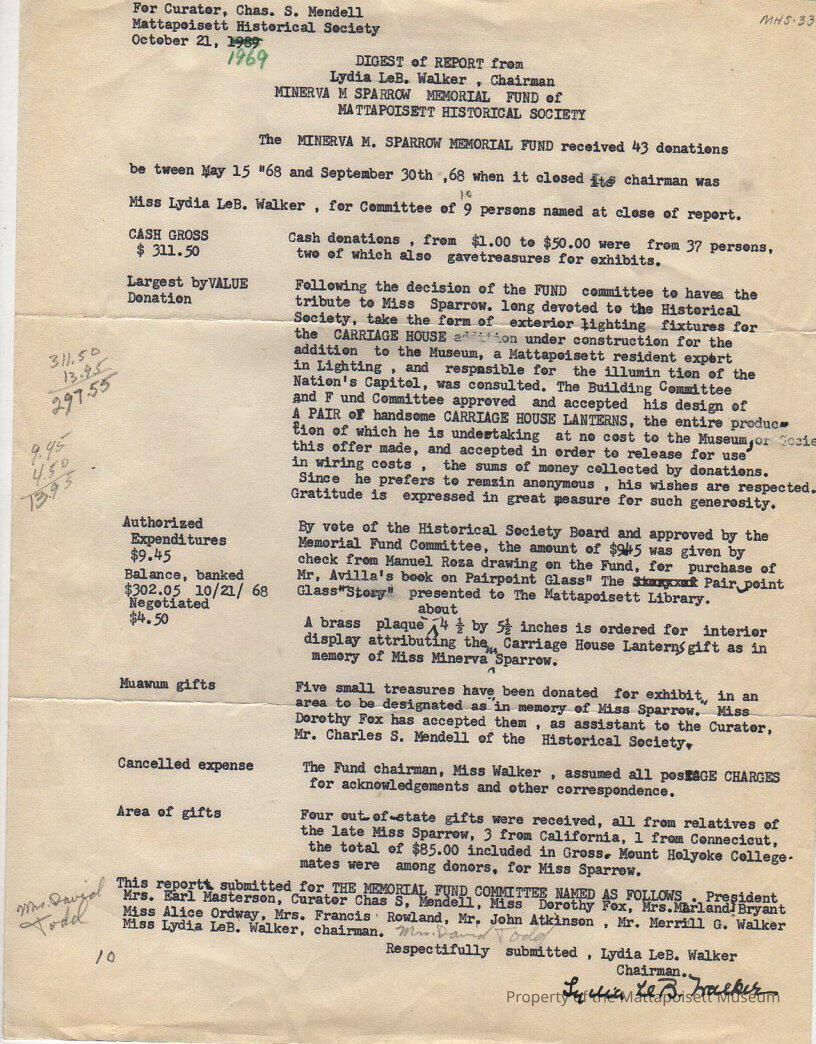 For Curator, Chas. S. Mendell
MHS-33
Mattapoisett Historical Society
October 21, 1989
1969
DIGEST of REPORT from
Lydia LeB. Walker , Chairman
MINERVA M SPARROW MEMORIAL FUND of
MATTAPOISETT HISTORICAL SOCIETY
The MINERVA M. SPARROW MEMORIAL FUND received 43 donations
be tween May 15 "68 and September 30th ,68 when it closed its chairman was
10
Miss Lydia LeB. Walker , for Committee of 9 persons named at close of report.
CASH GROSS
$ 311.50
Cash donations , from $1.00 to $50.00 were from 37 persons,
two of which also gavetreasures for exhibits.
Largest byVALUE
Donation
Following the decision of the FUND committee to havea the
tribute to Miss Sparrow. long devoted to the Historical
Society, take the form of exterior lighting fixtures for
the CARRIAGE HOUSE addition under construction for the
addition to the Museum, a Mattapoisett resident expert
in Lighting , and respnsible for the illumin tion of the
Nation's Capitol, was consulted. The Building Committee
and F und Committee approved and accepted his design of
A PAIR of handsome CARRIAGE HOUSE LANTERNS, the entire produc-
tion of which he is undertaking at no cost to the Museum, or Socie
this offer made, and accepted in order to release for use
in wiring costs , the sums of money collected by donations.
Since he prefers to remzin anonymous , his wishes are respected.
Gratitude is expressed in great measure for such generosity.
311.50
13.95
297.55
9.45
4.50
13.95
Authorized
Expenditures
$9.45
Balance, banked
$302.05 10/21/ 68
Negotiated
$4.50
By vote of the Historical Society Board and approved by the
Memorial Fund Committee, the amount of $945 was given by
check from Manuel Roza drawing on the Fund, for purchase of
Mr, Avilla's book on Pairpoint Glass" The Story of Pair point
Glass"Story" presented to The Mattapoisett Library.
about
A brass plaque 4 ½ by 5½ inches is ordered for interior
display attributing the Carriage House Lanterns gift as in
memory of Miss Minerva M Sparrow.
Muawum gifts
Five small treasures have been donated for exhibit in an
area to be designated as"in memory of Miss Sparrow." Miss
Dorothy Fox has accepted them , as assistant to the Curator,
Mr. Charles S. Mendell of the Historical Society.
Cancelled expense
The Fund chairman, Miss Walker , assumed all posTAGE CHARGES
for acknowledgements and other correspondence.
Area of gifts
Four out-of-state gifts were received, all from relatives of
the late Miss Sparrow, 3 from California, 1 from Connecicut,
the total of $85.00 included in Gross. Mount Holyoke College-
mates were among donors, for Miss Sparrow.
This report submitted for THE MEMORIAL FUND COMMITTEE NAMED AS FOLLOWS . President
Mrs. Earl Masterson, Curator Chas S, Mendell, Miss Dorothy Fox, Mrs.Marland Bryant
Miss Alice Ordway, Mrs. Francis Rowland, Mr. John Atkinson , Mr. Merrill G. Walker
Miss Lydia LeB. Walker, chairman. Mrs. David Todd
Mrs. David
Todd
10
Respectifully submitted , Lydia LeB. Walker
Chairman.
Lydia LeB. Walker
Property of the Mattapoisett Museum